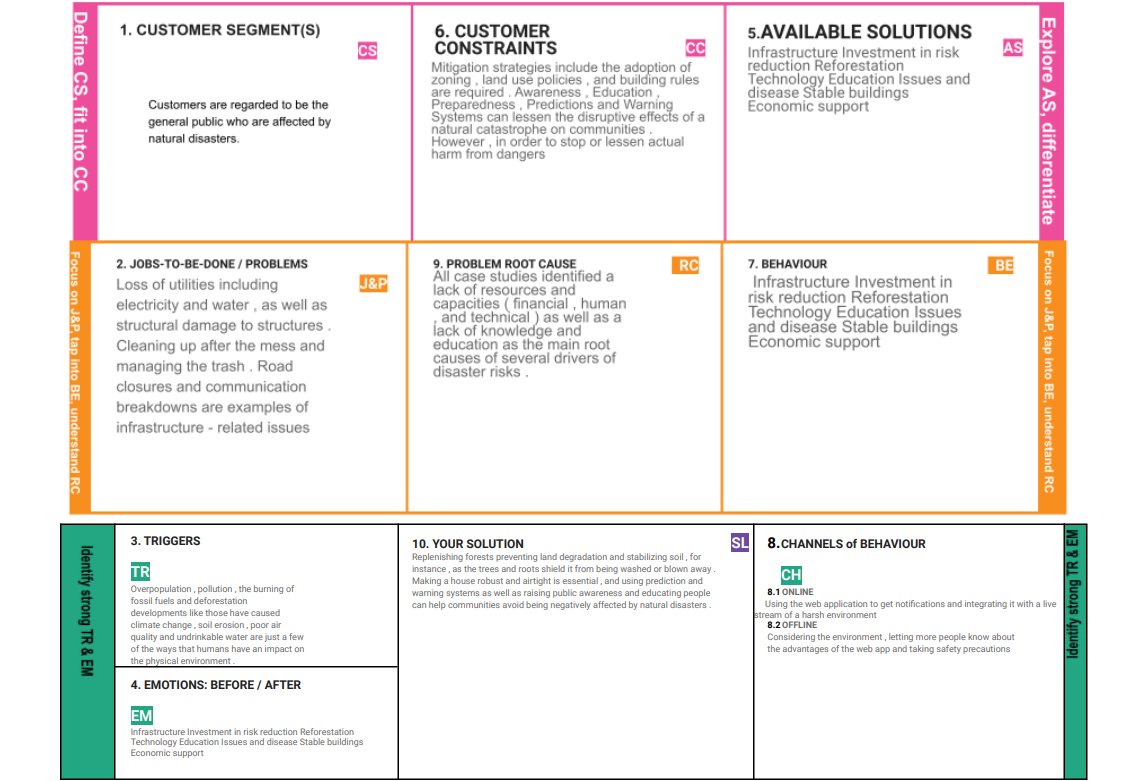 Define CS, fit into CC
1. CUSTOMER SEGMENT(S)
CS
Customers are regarded to be the
general public who are affected by
natural disasters.
6. CUSTOMER
CONSTRAINTS
CC
Mitigation strategies include the adoption of
zoning , land use policies , and building rules
are required . Awareness , Education ,
Preparedness , Predictions and Warning
Systems can lessen the disruptive effects of a
natural catastrophe on communities .
However , in order to stop or lessen actual
harm from dangers
5.AVAILABLE SOLUTIONS
AS
Infrastructure Investment in risk
reduction Reforestation
Technology Education Issues and
disease Stable buildings
Economic support
Explore AS, differentiate
Focus on J&P, tap into BE, understand RC
2. JOBS-TO-BE-DONE / PROBLEMS
J&P
Loss of utilities including
electricity and water , as well as
structural damage to structures .
Cleaning up after the mess and
managing the trash . Road
closures and communication
breakdowns are examples of
infrastructure - related issues
9. PROBLEM ROOT CAUSE
RC
All case studies identified a
lack of resources and
capacities ( financial , human
, and technical ) as well as a
lack of knowledge and
education as the main root
causes of several drivers of
disaster risks .
7. BEHAVIOUR
BE
Infrastructure Investment in
risk reduction Reforestation
Technology Education Issues
and disease Stable buildings
Economic support
Focus on J&P, tap into BE, understand RC
Identify strong TR & EM
3. TRIGGERS
TR
Overpopulation , pollution , the burning of
fossil fuels and deforestation
developments like those have caused
climate change , soil erosion , poor air
quality and undrinkable water are just a few
of the ways that humans have an impact on
the physical environment .
4. EMOTIONS: BEFORE / AFTER
EM
Infrastructure Investment in risk reduction Reforestation
Technology Education Issues and disease Stable buildings
Economic support
10. YOUR SOLUTION
SL
Replenishing forests preventing land degradation and stabilizing soil , for
instance , as the trees and roots shield it from being washed or blown away .
Making a house robust and airtight is essential , and using prediction and
warning systems as well as raising public awareness and educating people
can help communities avoid being negatively affected by natural disasters .
8.CHANNELS of BEHAVIOUR
CH
8.1 ONLINE
Using the web application to get notifications and integrating it with a live
stream of a harsh environment
8.2 OFFLINE
Considering the environment , letting more people know about
the advantages of the web app and taking safety precautions
Identify strong TR & EM